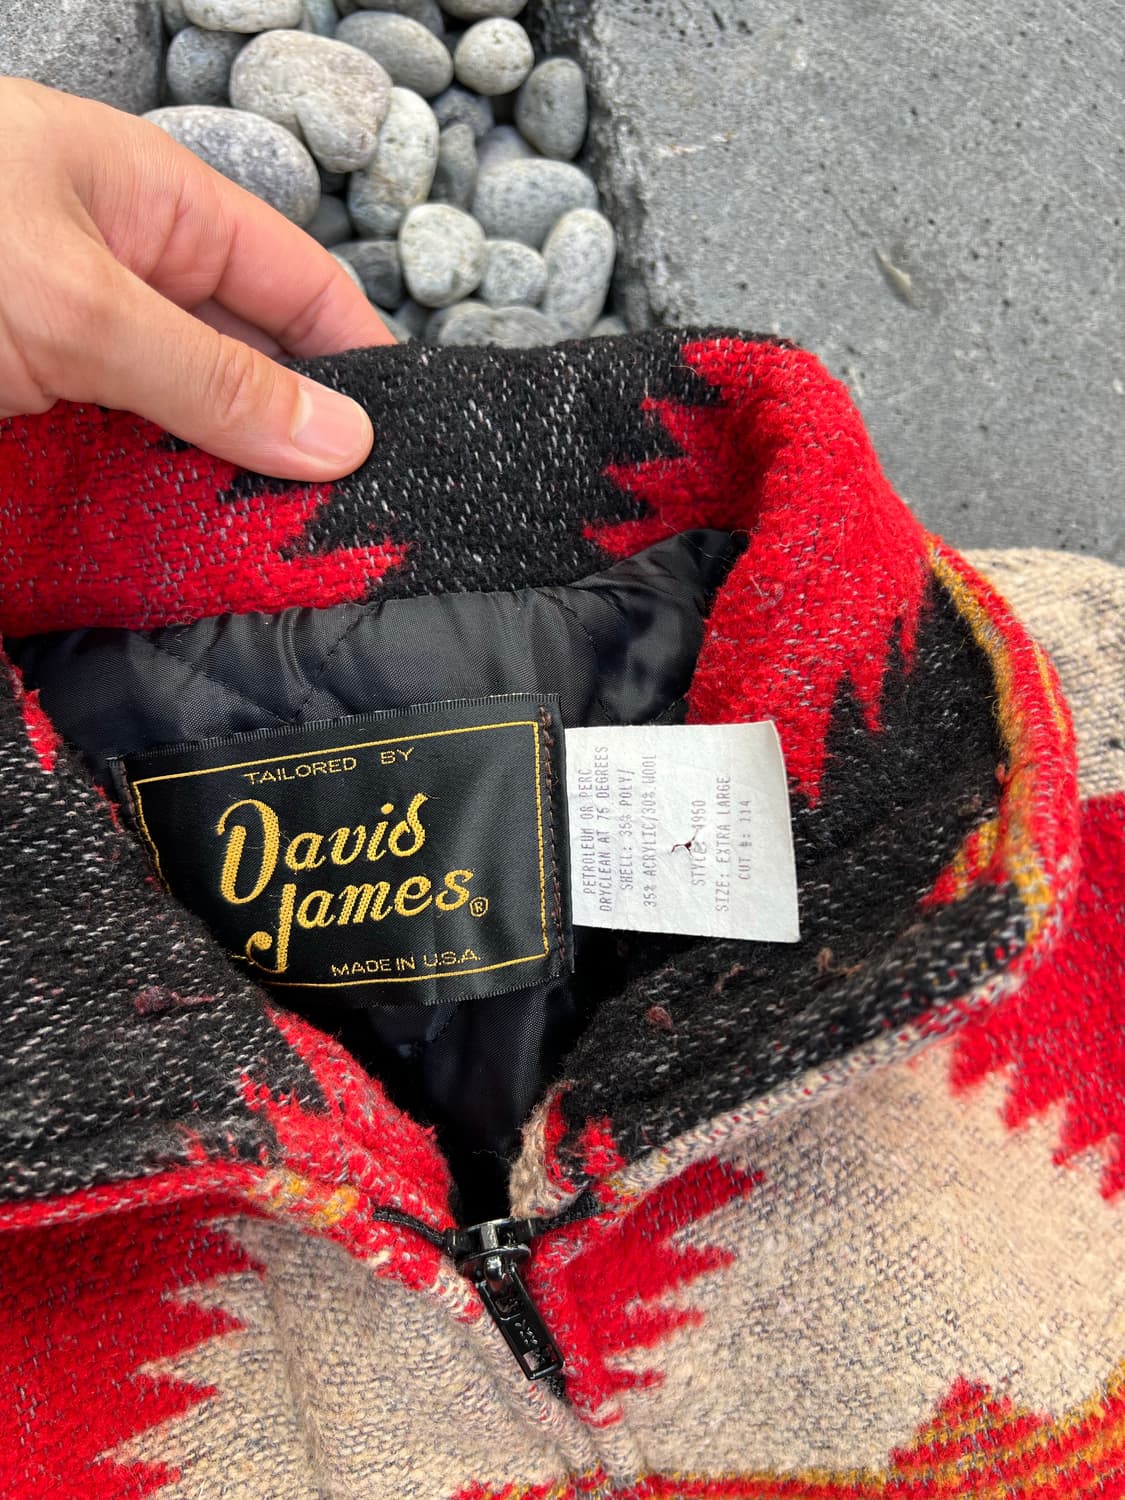 TAILORED BY
David
James®
MADE IN U.S.A.
PETROLEUM OR PERC
DRYCLEAN AT 75 DEGREES
SHELL: 35% POLY/
35% ACRYLIC/30% WOOL
SIZE: EXTRA LARGE
CUT #: 114